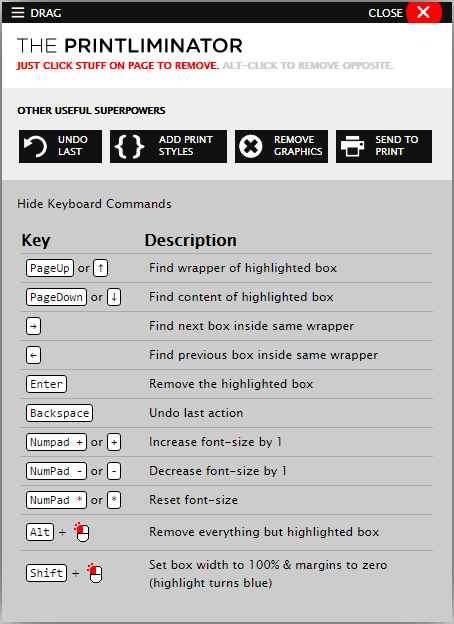 DRAG CLOSE
THE PRINTLIMINATOR
JUST CLICK STUFF ON PAGE TO REMOVE. ALT-CLICK TO REMOVE OPPOSITE.
OTHER USEFUL SUPERPOWERS
UNDO LAST
ADD PRINT STYLES
REMOVE GRAPHICS
SEND TO PRINT
Hide Keyboard Commands
Key Description
PageUp or ↑ Find wrapper of highlighted box
PageDown or ↓ Find content of highlighted box
→ Find next box inside same wrapper
← Find previous box inside same wrapper
Enter Remove the highlighted box
Backspace Undo last action
Numpad + or + Increase font-size by 1
NumPad - or - Decrease font-size by 1
NumPad * or * Reset font-size
Alt + Remove everything but highlighted box
Shift + Set box width to 100% & margins to zero
(highlight turns blue)